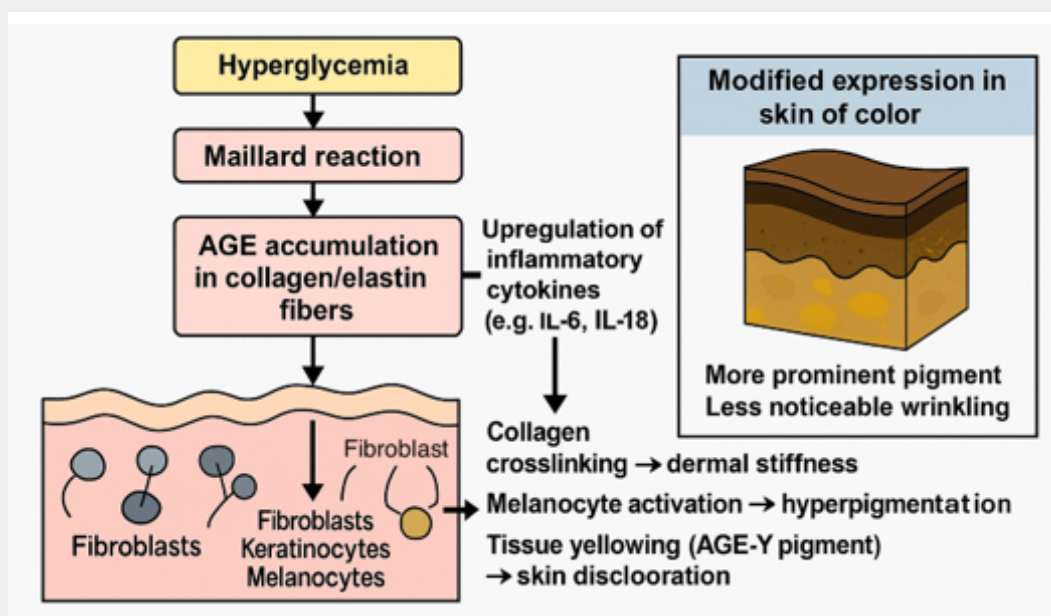 Hyperglycemia
Maillard reaction
AGE accumulation
in collagen/elastin
fibers
Upregulation of
inflammatory
cytokines
(e.g. IL-6, IL-18)
Fibroblasts
Fibroblast
Fibroblasts
Keratinocytes
Melanocytes
Collagen
crosslinking → dermal stiffness
Melanocyte activation → hyperpigmentation
Tissue yellowing (AGE-Y pigment)
→ skin disclooration
Modified expression in
skin of color
More prominent pigment
Less noticeable wrinkling